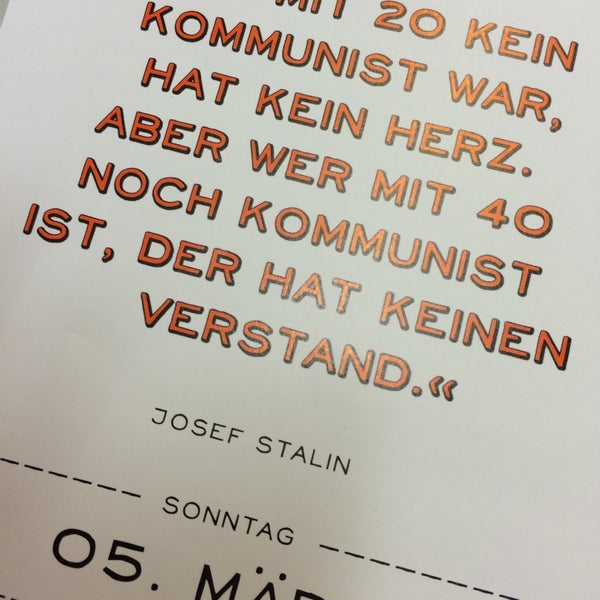 MIT 20 KEIN
KOMMUNIST WAR,
HAT KEIN HERZ.
ABER WER MIT 40
NOCH KOMMUNIST
IST, DER HAT KEINEN
VERSTAND.«
JOSEF STALIN
SONNTAG
05. MÄR